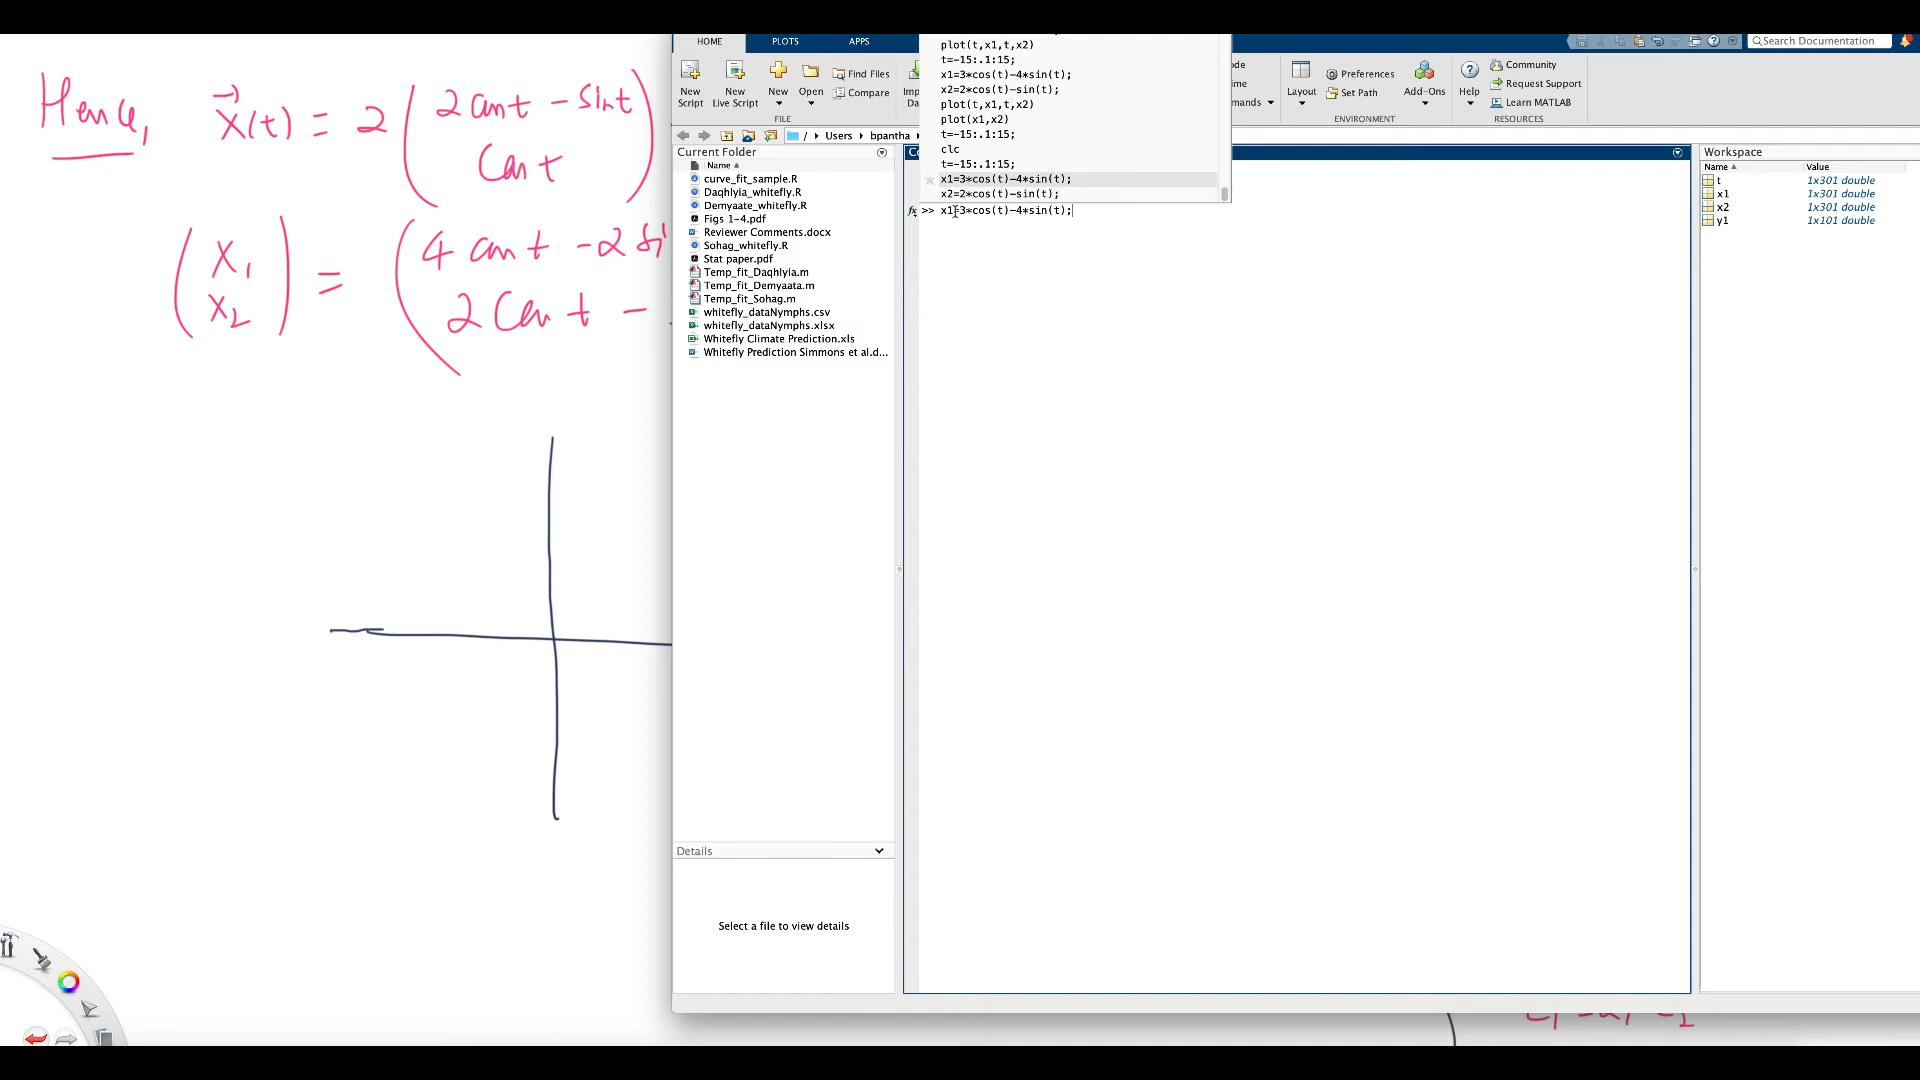 Hence, X(t) = 2 ( 2 cos t - sin t
Cos t )
( X1
X2 ) = ( 4 cos t - 2 si
2 Cos t -
HOME PLOTS APPS
Search Documentation
New Script
New Live Script
New
Open
Find Files
Compare
FILE
Layout
Preferences
Set Path
Add-Ons
ENVIRONMENT
Help
Community
Request Support
Learn MATLAB
RESOURCES
/ Users bpantha
Current Folder
Name
curve_fit_sample.R
Daqhlyia_whitefly.R
Demyaate_whitefly.R
Figs 1-4.pdf
Reviewer Comments.docx
Sohag_whitefly.R
Stat paper.pdf
Temp_fit_Daqhlyia.m
Temp_fit_Demyaata.m
Temp_fit_Sohag.m
whitefly_dataNymphs.csv
whitefly_dataNymphs.xlsx
Whitefly Climate Prediction.xls
Whitefly Prediction Simmons et al.d...
Details
Select a file to view details
plot(t,x1,t,x2)
t=-15:.1:15;
x1=3*cos(t)-4*sin(t);
x2=2*cos(t)-sin(t);
plot(t,x1,t,x2)
plot(x1,x2)
t=-15:.1:15;
clc
t=-15:.1:15;
x1=3*cos(t)-4*sin(t);
x2=2*cos(t)-sin(t);
fx >> x1=3*cos(t)-4*sin(t);
Workspace
Name Value
t 1x301 double
x1 1x301 double
x2 1x301 double
y1 1x101 double